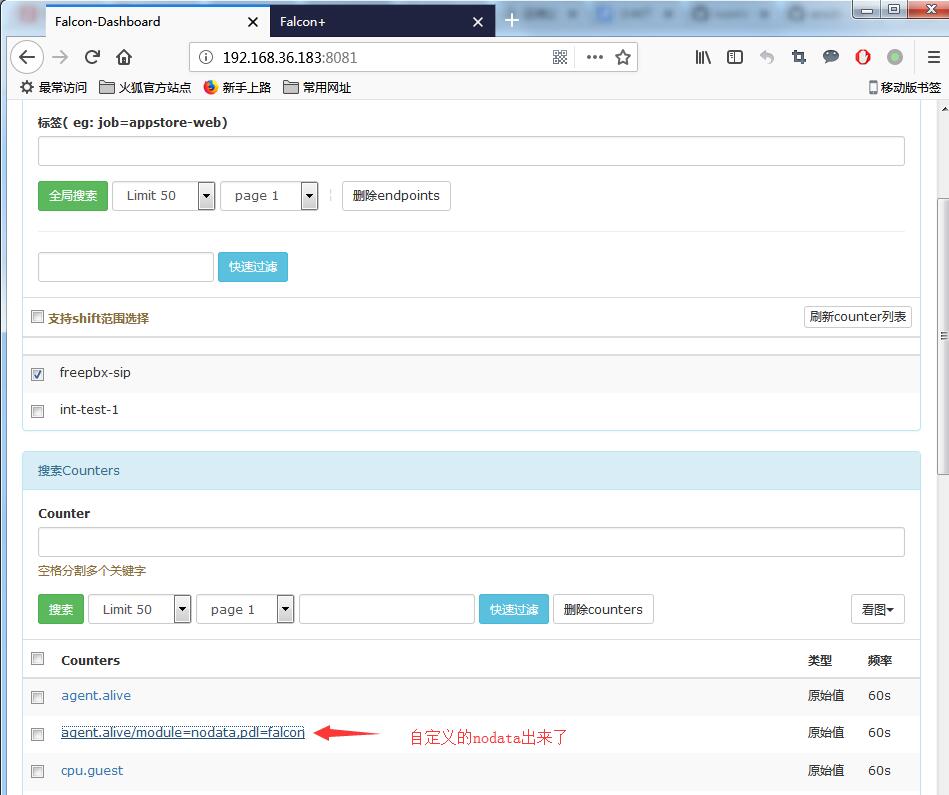 Falcon-Dashboard
Falcon+
192.168.36.183:8081
最常访问 火狐官方站点 新手上路 常用网址 移动版书签
标签( eg: job=appstore-web)
全局搜索 Limit 50 page 1 删除endpoints
快速过滤
支持shift范围选择 刷新counter列表
freepbx-sip
int-test-1
搜索Counters
Counter
空格分割多个关键字
搜索 Limit 50 page 1 快速过滤 删除counters 看图
Counters 类型 频率
agent.alive 原始值 60s
agent.alive/module=nodata,pdl=falcon 自定义的nodata出来了 原始值 60s
cpu.guest 原始值 60s